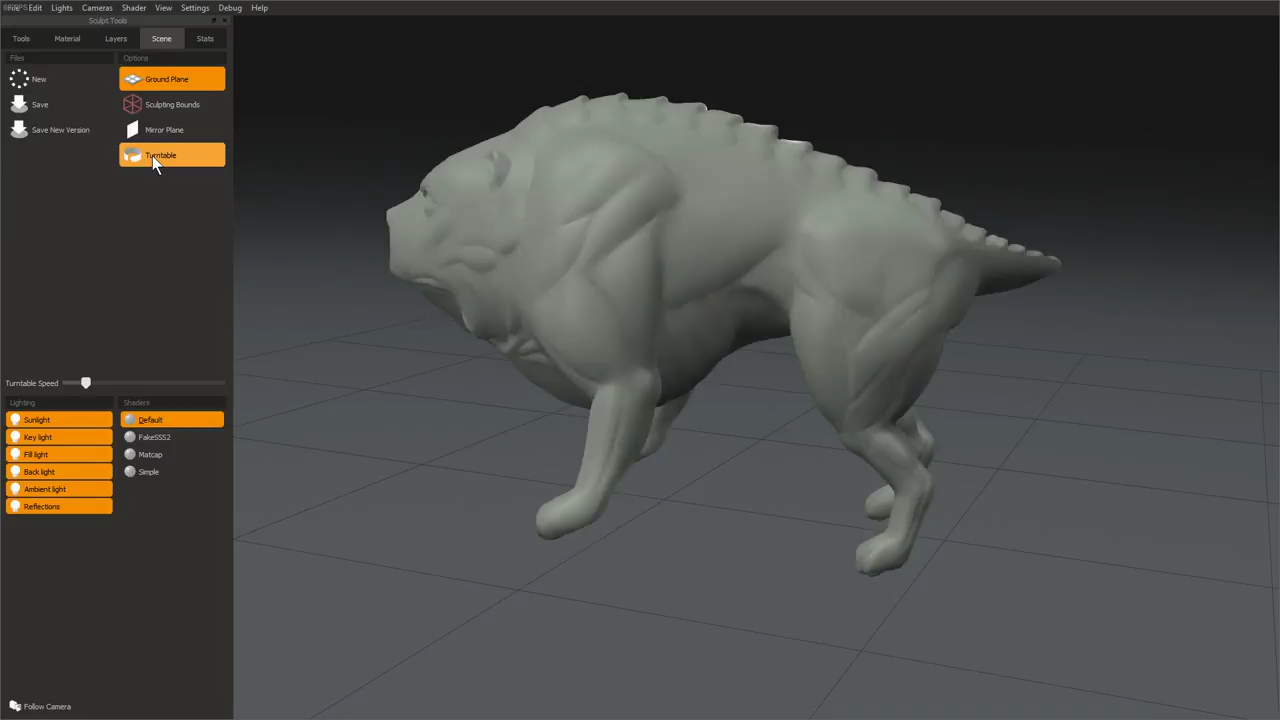 File Edit Lights Cameras Shader View Settings Debug Help
Sculpt Tools
Tools Material Layers Scene Stats
Files Options
New Ground Plane
Save Sculpting Bounds
Save New Version Mirror Plane
Turntable
Turntable Speed
Lighting Shaders
Sunlight Default
Key light FakeSSS2
Fill light Matcap
Back light Simple
Ambient light
Reflections
Follow Camera